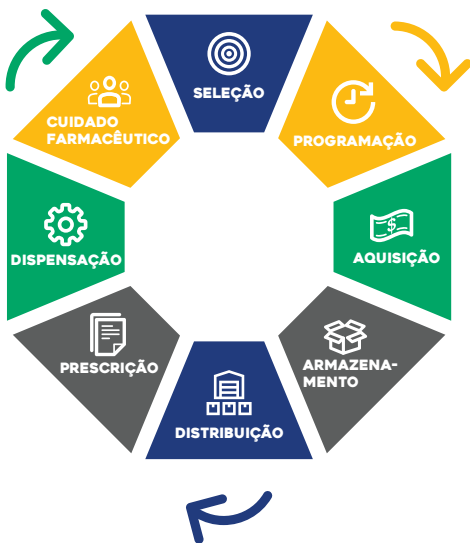 SELEÇÃO
PROGRAMAÇÃO
$
AQUISIÇÃO
ARMAZENA-
MENTO
DISTRIBUIÇÃO
PRESCRIÇÃO
DISPENSAÇÃO
CUIDADO
FARMACÊUTICO